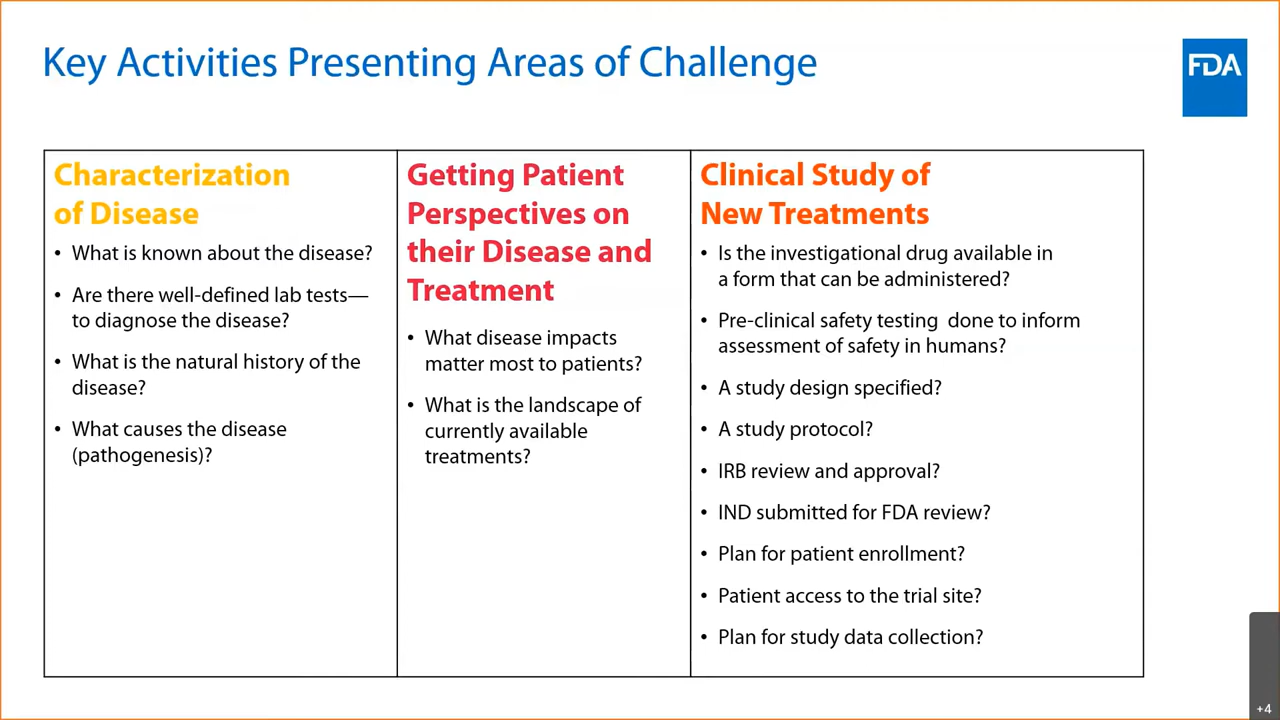 Key Activities Presenting Areas of Challenge
FDA
Characterization
of Disease
• What is known about the disease?
• Are there well-defined lab tests—
to diagnose the disease?
• What is the natural history of the
disease?
• What causes the disease
(pathogenesis)?
Getting Patient
Perspectives on
their Disease and
Treatment
• What disease impacts
matter most to patients?
• What is the landscape of
currently available
treatments?
Clinical Study of
New Treatments
• Is the investigational drug available in
a form that can be administered?
• Pre-clinical safety testing  done to inform
assessment of safety in humans?
• A study design specified?
• A study protocol?
• IRB review and approval?
• IND submitted for FDA review?
• Plan for patient enrollment?
• Patient access to the trial site?
• Plan for study data collection?
+4